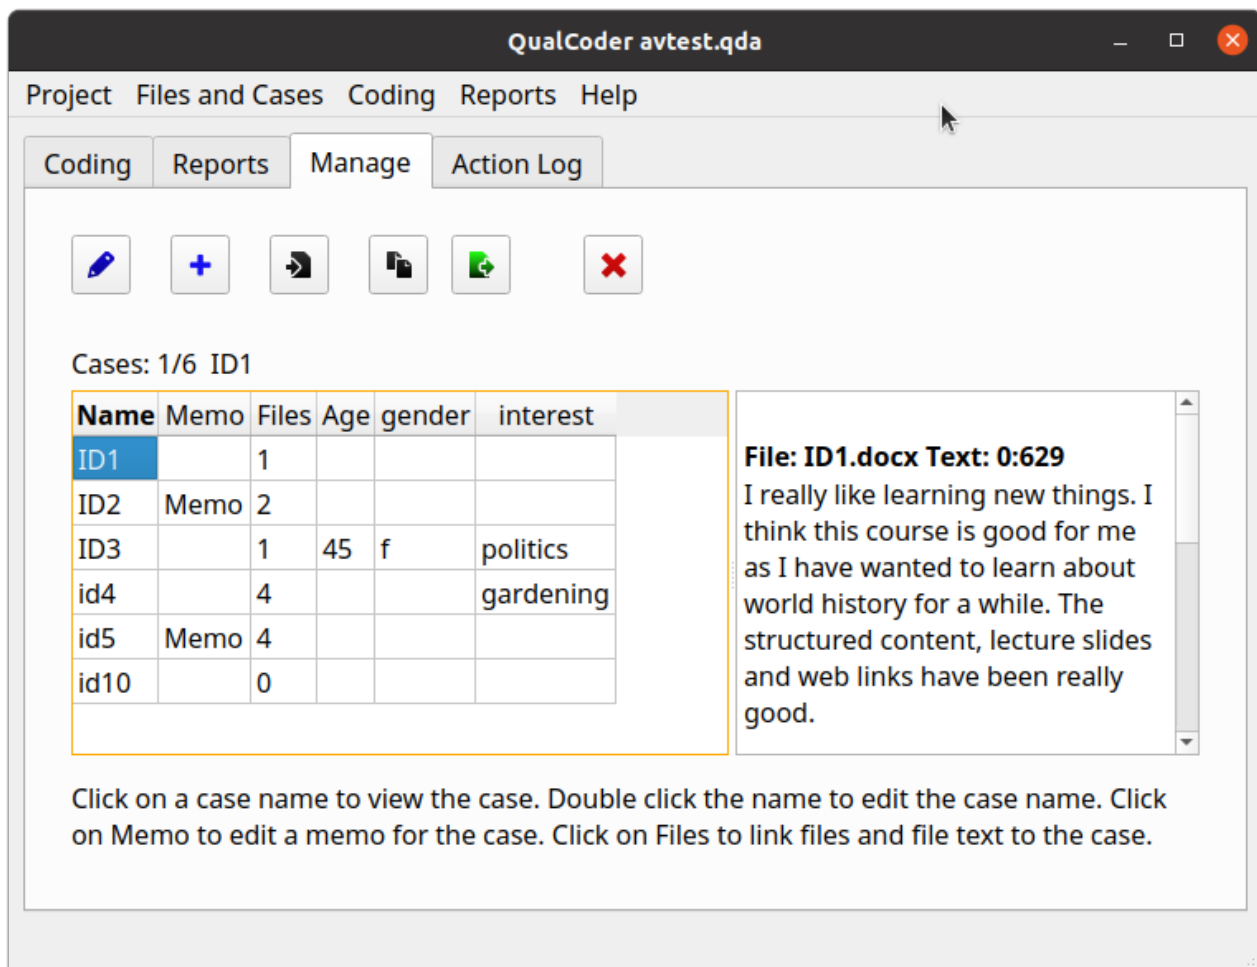 QualCoder avtest.qda
Project Files and Cases Coding Reports Help
Coding Reports Manage Action Log
Cases: 1/6 ID1
Name Memo Files Age gender interest
ID1 1
ID2 Memo 2
ID3 1 45 f politics
id4 4 gardening
id5 Memo 4
id10 0
File: ID1.docx Text: 0:629
I really like learning new things. I
think this course is good for me
as I have wanted to learn about
world history for a while. The
structured content, lecture slides
and web links have been really
good.
Click on a case name to view the case. Double click the name to edit the case name. Click
on Memo to edit a memo for the case. Click on Files to link files and file text to the case.